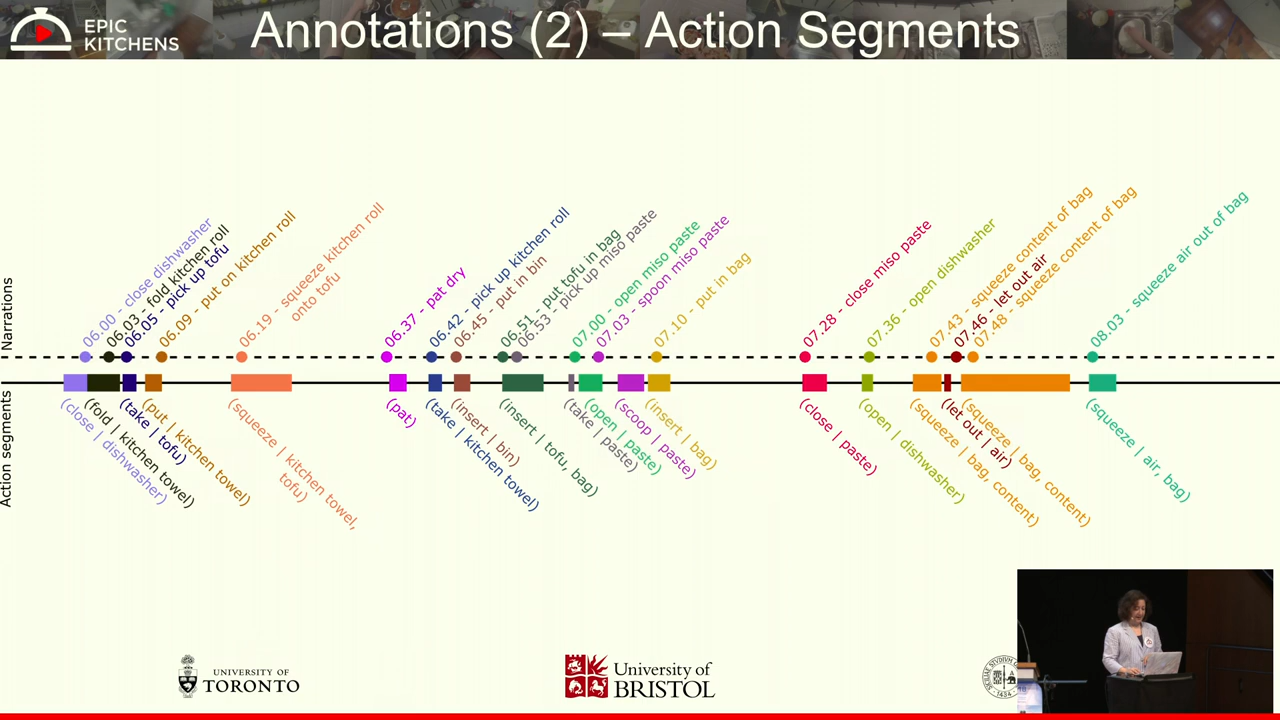 EPIC
KITCHENS
Annotations (2) – Action Segments
Narrations
06.00 - close dishwasher
06.03 - fold kitchen roll
06.05 - pick up tofu
06.09 - put on kitchen roll
06.19 - squeeze kitchen roll
onto tofu
06.37 - pat dry
06.42 - pick up kitchen roll
06.45 - put in bin
06.51 - put tofu in bag
06.53 - pick up miso paste
07.00 - open miso paste
07.03 - spoon miso paste
07.10 - put in bag
07.28 - close miso paste
07.36 - open dishwasher
07.43 - squeeze content of bag
07.46 - let out air
07.48 - squeeze content of bag
08.03 - squeeze air out of bag
Action segments
(close | dishwasher)
(fold | kitchen towel)
(take | tofu)
(put | kitchen towel)
(squeeze | kitchen towel,
tofu)
(pat)
(take | kitchen towel)
(insert | bin)
(insert | tofu, bag)
(take | paste)
(open | paste)
(scoop | paste)
(insert | bag)
(close | paste)
(open | dishwasher)
(squeeze | bag, content)
(let out | air)
(squeeze | bag, content)
(squeeze | air, bag)
UNIVERSITY OF
TORONTO
University of
BRISTOL